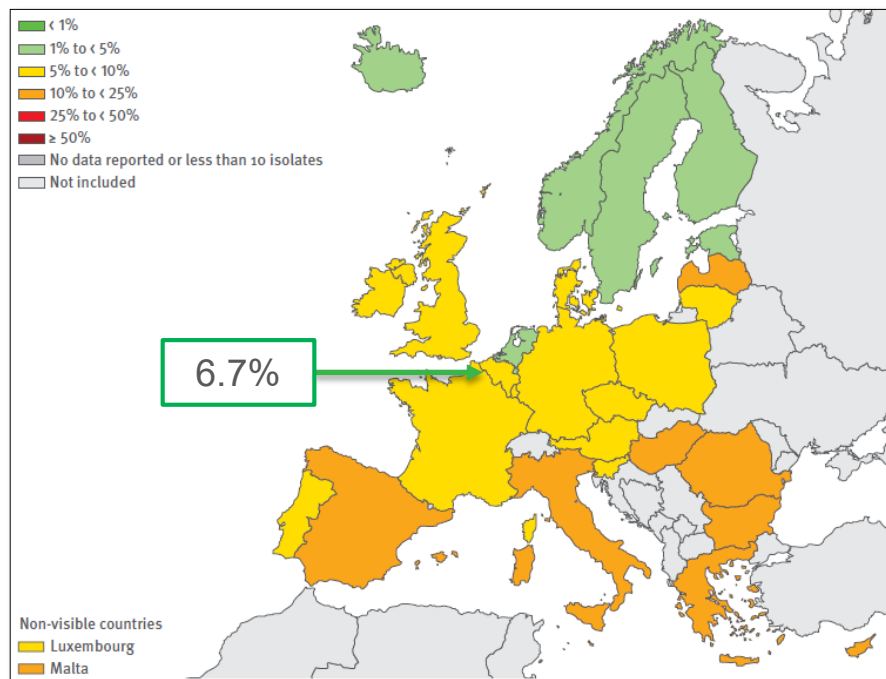 < 1%
1% to < 5%
5% to < 10%
10% to < 25%
25% to < 50%
≥ 50%
No data reported or less than 10 isolates
Not included
6.7%
Non-visible countries
Luxembourg
Malta